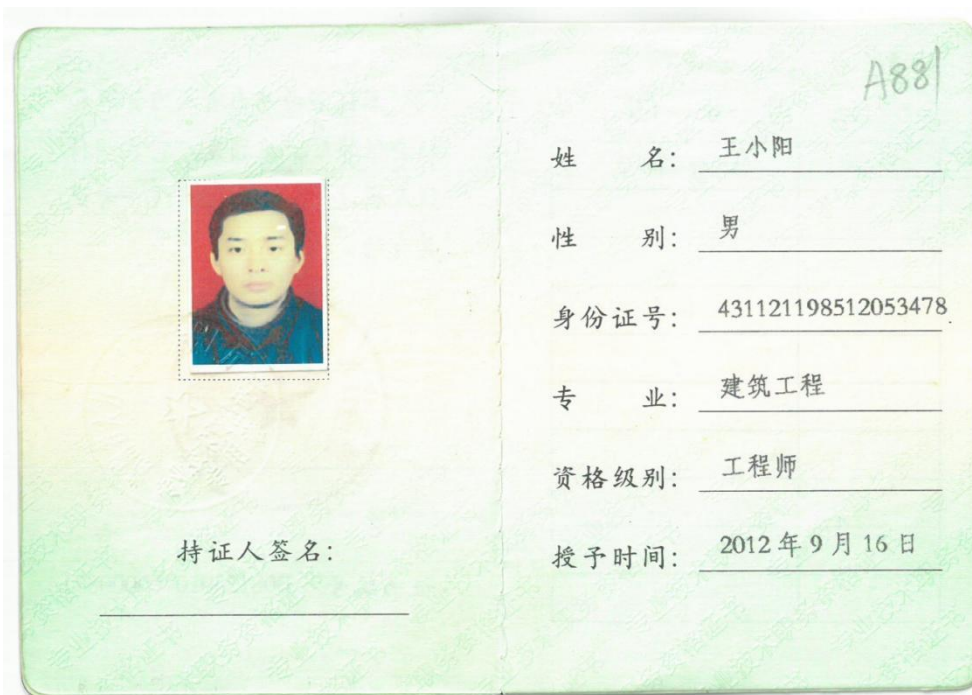 A881
姓 名: 王小阳
性 别: 男
身份证号: 431121198512053478
专 业: 建筑工程
资格级别: 工程师
授予时间: 2012年9月16日
持证人签名: